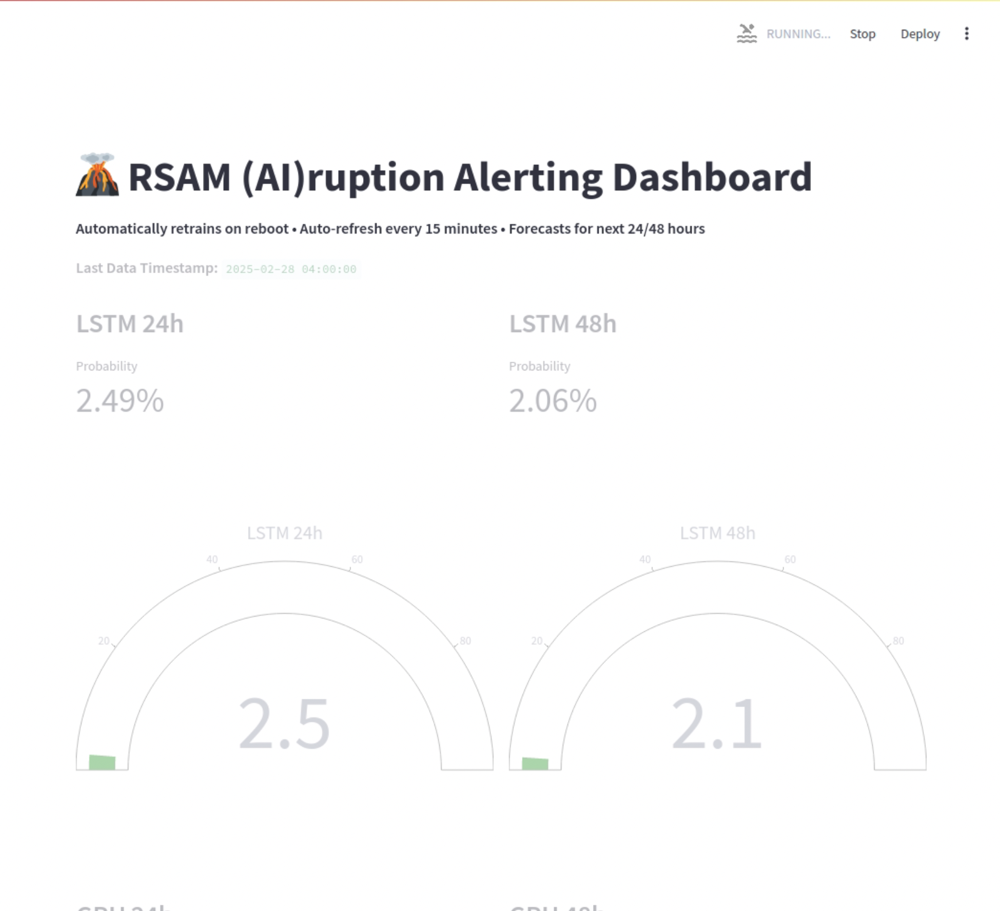 RUNNING... Stop Deploy
RSAM (AI)ruption Alerting Dashboard
Automatically retrains on reboot • Auto-refresh every 15 minutes • Forecasts for next 24/48 hours
Last Data Timestamp: 2025-02-28 04:00:00
LSTM 24h
Probability
2.49%
LSTM 48h
Probability
2.06%
LSTM 24h
40 60
20 80
2.5
LSTM 48h
40 60
20 80
2.1